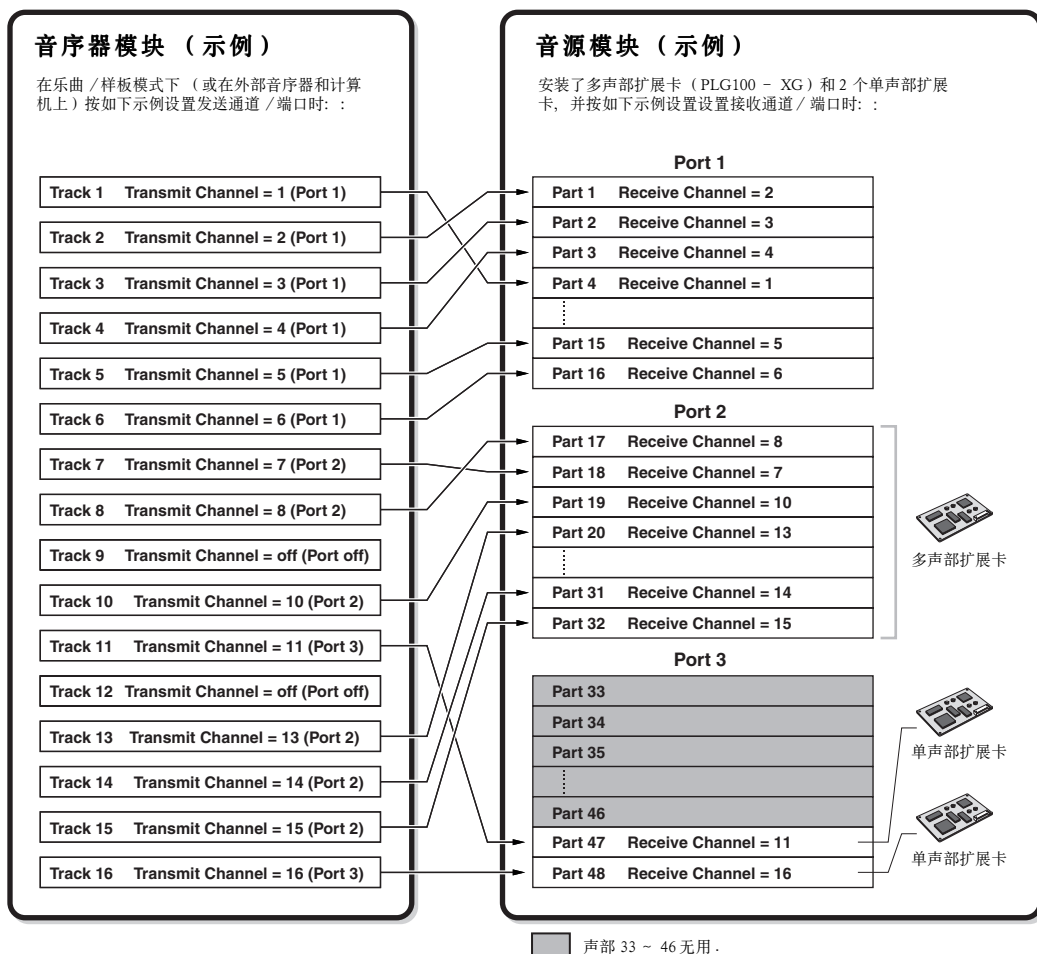 音序器模块 （示例）
在乐曲／样板模式下 （或在外部音序器和计算
机上）按如下示例设置发送通道／端口时: :
Track 1 Transmit Channel = 1 (Port 1)
Track 2 Transmit Channel = 2 (Port 1)
Track 3 Transmit Channel = 3 (Port 1)
Track 4 Transmit Channel = 4 (Port 1)
Track 5 Transmit Channel = 5 (Port 1)
Track 6 Transmit Channel = 6 (Port 1)
Track 7 Transmit Channel = 7 (Port 2)
Track 8 Transmit Channel = 8 (Port 2)
Track 9 Transmit Channel = off (Port off)
Track 10 Transmit Channel = 10 (Port 2)
Track 11 Transmit Channel = 11 (Port 3)
Track 12 Transmit Channel = off (Port off)
Track 13 Transmit Channel = 13 (Port 2)
Track 14 Transmit Channel = 14 (Port 2)
Track 15 Transmit Channel = 15 (Port 2)
Track 16 Transmit Channel = 16 (Port 3)
音源模块 （示例）
安装了多声部扩展卡（PLG100 - XG）和 2 个单声部扩展
卡，并按如下示例设置设置接收通道／端口时: :
Port 1
Part 1 Receive Channel = 2
Part 2 Receive Channel = 3
Part 3 Receive Channel = 4
Part 4 Receive Channel = 1
Part 15 Receive Channel = 5
Part 16 Receive Channel = 6
Port 2
Part 17 Receive Channel = 8
Part 18 Receive Channel = 7
Part 19 Receive Channel = 10
Part 20 Receive Channel = 13
Part 31 Receive Channel = 14
Part 32 Receive Channel = 15
多声部扩展卡
Port 3
Part 33
Part 34
Part 35
Part 46
Part 47 Receive Channel = 11
Part 48 Receive Channel = 16
单声部扩展卡
单声部扩展卡
声部 33 ~ 46 无用．